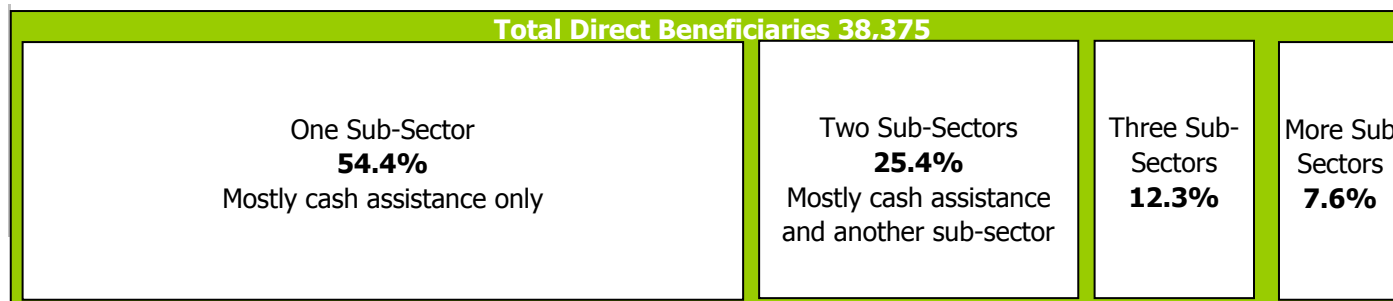 Total Direct Beneficiaries 38,375
One Sub-Sector
54.4%
Mostly cash assistance only
Two Sub-Sectors
25.4%
Mostly cash assistance
and another sub-sector
Three Sub-
Sectors
12.3%
More Sub
Sectors
7.6%